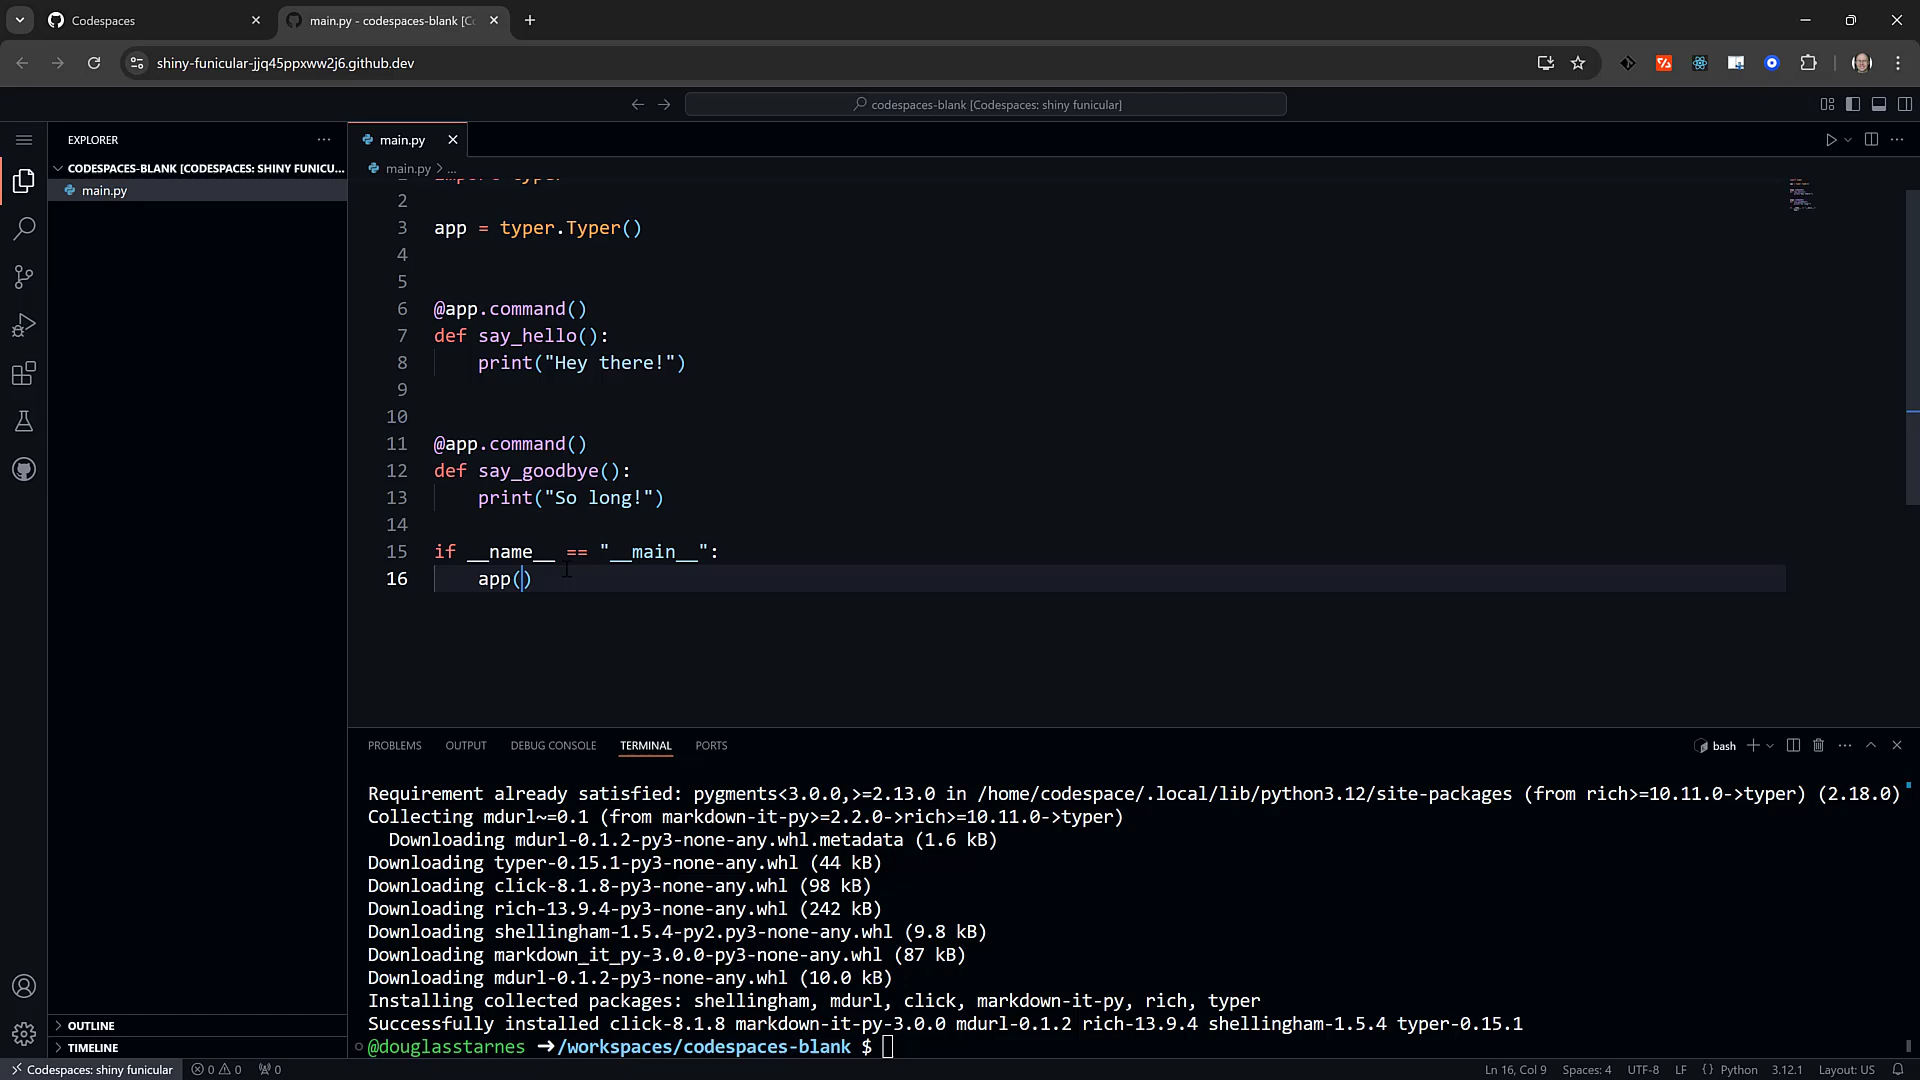 Codespaces
main.py - codespaces-blank [Co
shiny-funicular-jjq45ppxww2j6.github.dev
codespaces-blank [Codespaces: shiny funicular]
EXPLORER
main.py
CODESPACES-BLANK [CODESPACES: SHINY FUNICU...
main.py > ...
main.py
1 import typer
2
3 app = typer.Typer()
4
5
6 @app.command()
7 def say_hello():
8 print("Hey there!")
9
10
11 @app.command()
12 def say_goodbye():
13 print("So long!")
14
15 if __name__ == "__main__":
16 app()
PROBLEMS OUTPUT DEBUG CONSOLE TERMINAL PORTS
bash
Requirement already satisfied: pygments<3.0.0,>=2.13.0 in /home/codespace/.local/lib/python3.12/site-packages (from rich>=10.11.0->typer) (2.18.0)
Collecting mdurl~=0.1 (from markdown-it-py>=2.2.0->rich>=10.11.0->typer)
Downloading mdurl-0.1.2-py3-none-any.whl.metadata (1.6 kB)
Downloading typer-0.15.1-py3-none-any.whl (44 kB)
Downloading click-8.1.8-py3-none-any.whl (98 kB)
Downloading rich-13.9.4-py3-none-any.whl (242 kB)
Downloading shellingham-1.5.4-py2.py3-none-any.whl (9.8 kB)
Downloading markdown_it_py-3.0.0-py3-none-any.whl (87 kB)
Downloading mdurl-0.1.2-py3-none-any.whl (10.0 kB)
Installing collected packages: shellingham, mdurl, click, markdown-it-py, rich, typer
Successfully installed click-8.1.8 markdown-it-py-3.0.0 mdurl-0.1.2 rich-13.9.4 shellingham-1.5.4 typer-0.15.1
@douglasstarnes ➜/workspaces/codespaces-blank $
OUTLINE
TIMELINE
Codespaces: shiny funicular 0 0 0
Ln 16, Col 9 Spaces: 4 UTF-8 LF {} Python 3.12.1 Layout: US